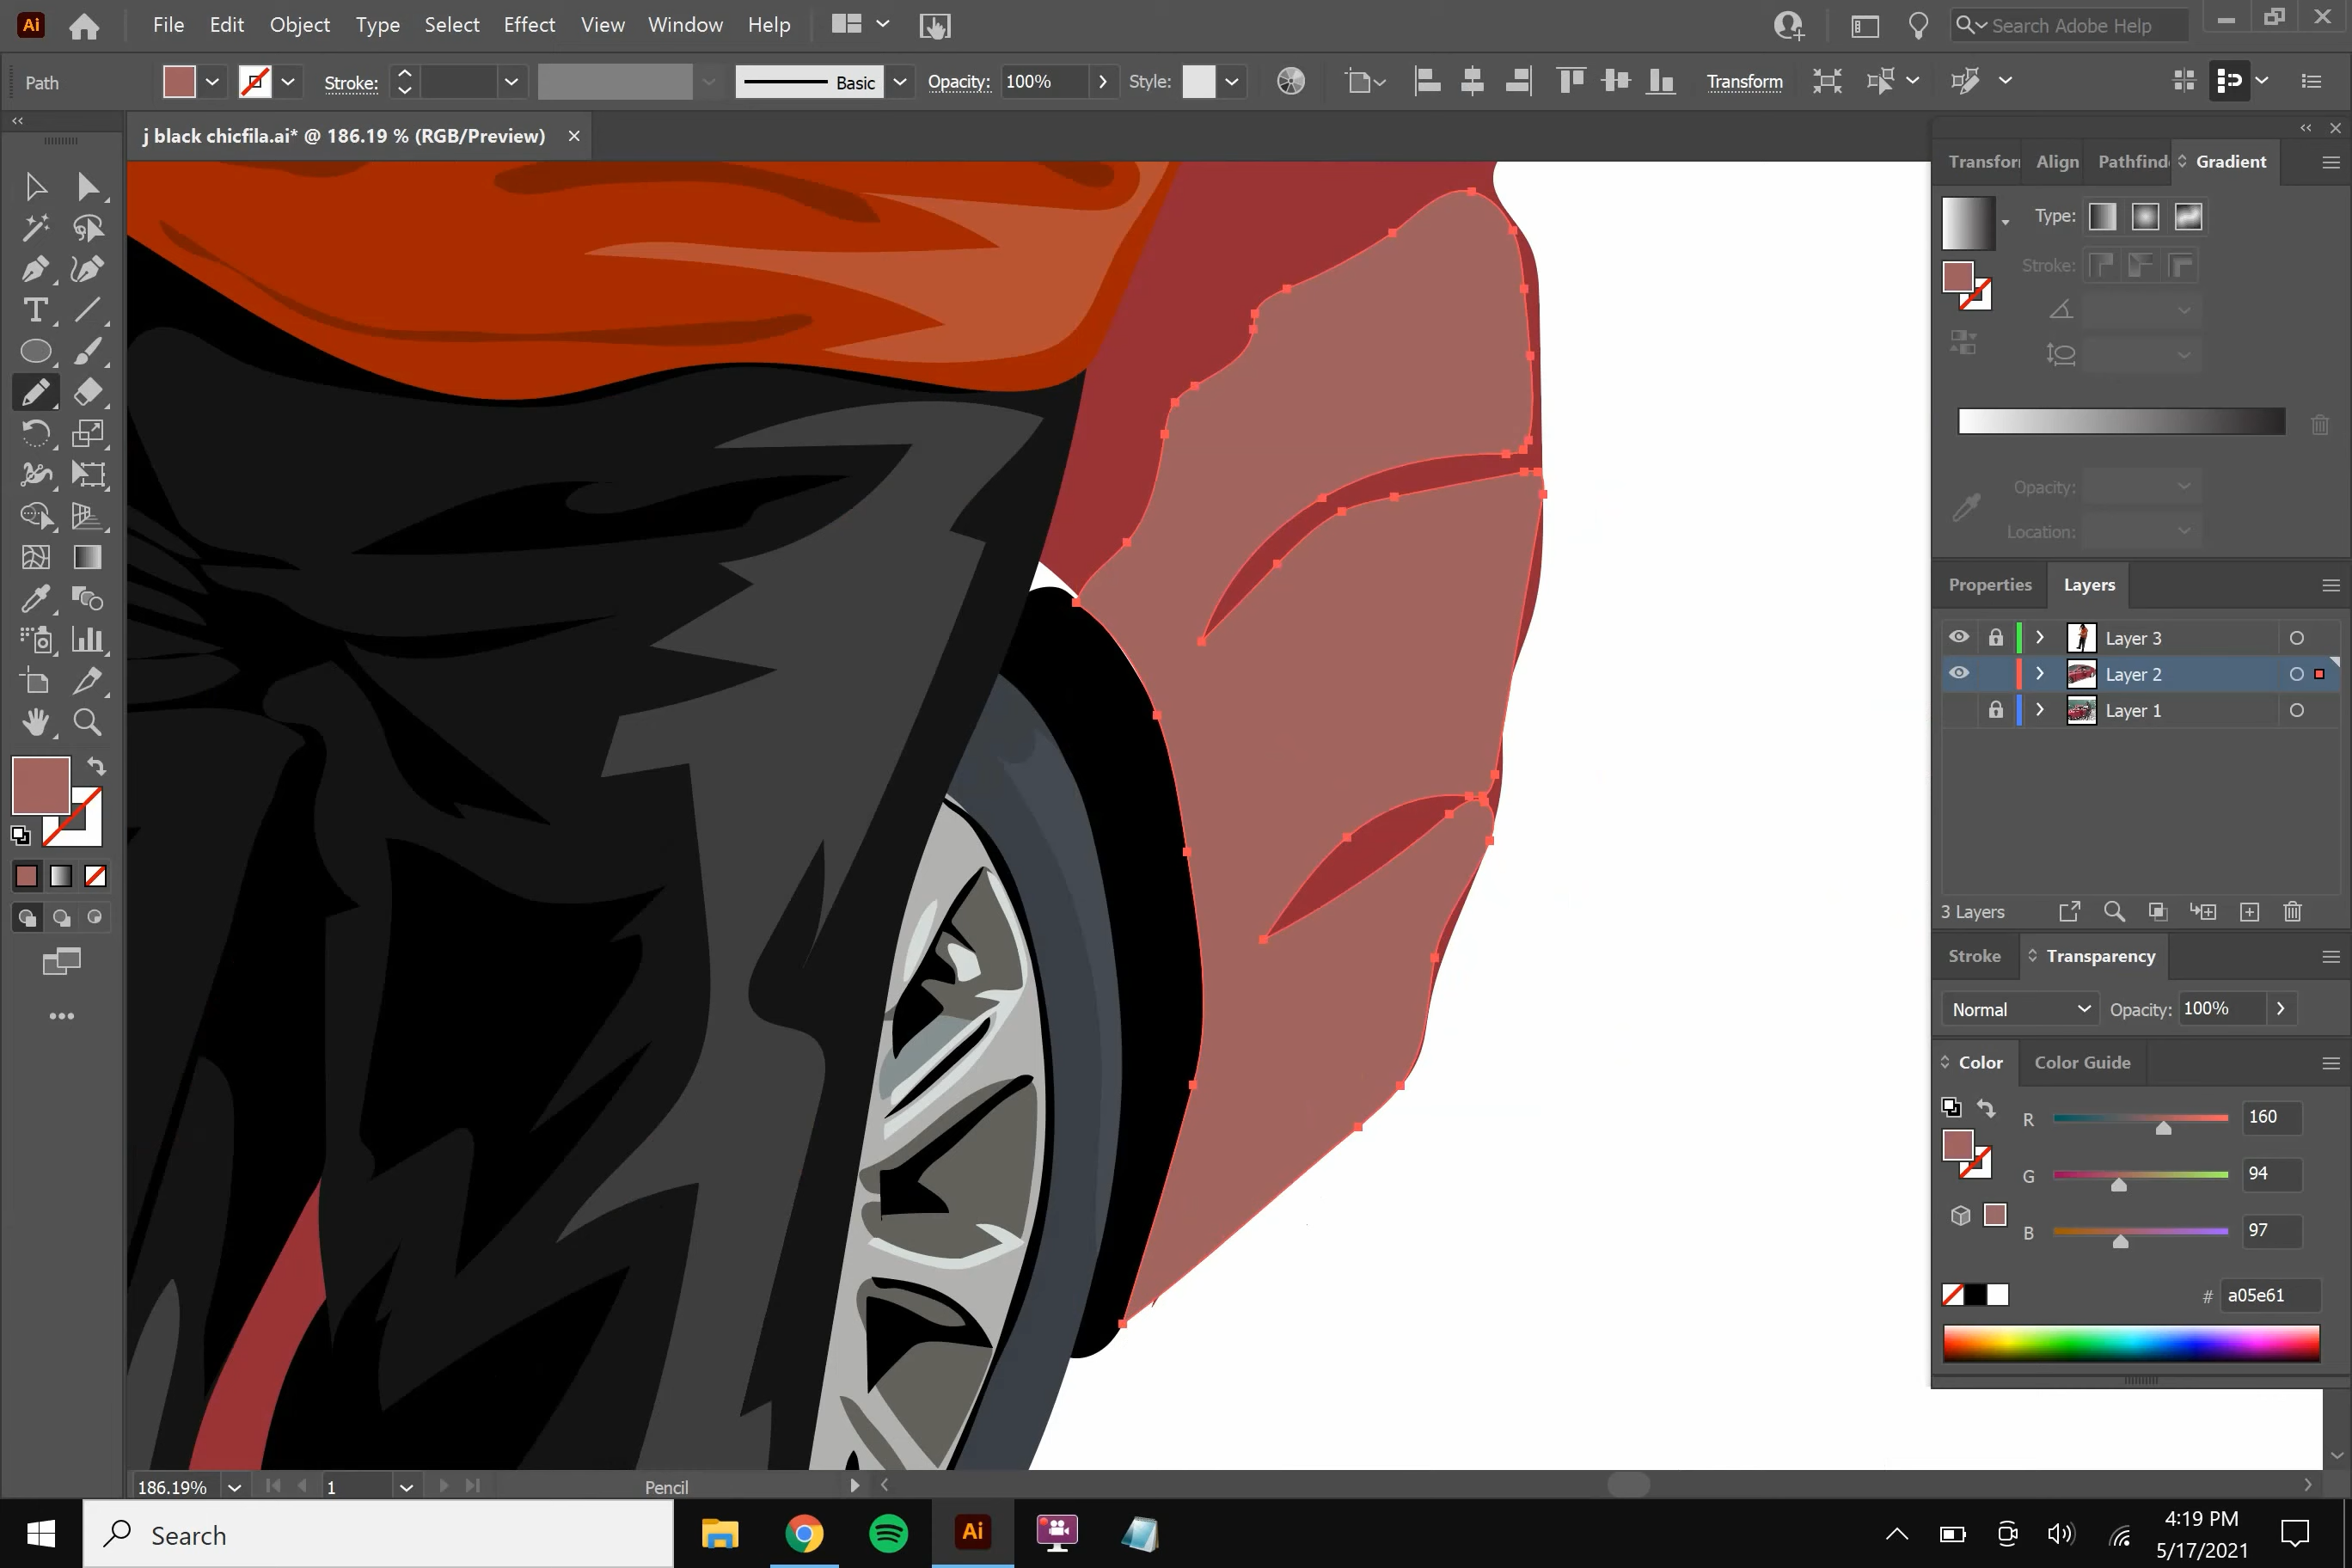 Ai File Edit Object Type Select Effect View Window Help Search Adobe Help
Path Stroke: Basic Opacity: 100% Style: Transform
j black chicfila.ai* @ 186.19 % (RGB/Preview)
Transfor Align Pathfind Gradient
Type:
Stroke:
Opacity:
Location:
Properties Layers
Layer 3
Layer 2
Layer 1
3 Layers
Stroke Transparency
Normal Opacity: 100%
Color Color Guide
R 160
G 94
B 97
# a05e61
186.19% 1 Pencil
Search Ai
4:19 PM
5/17/2021